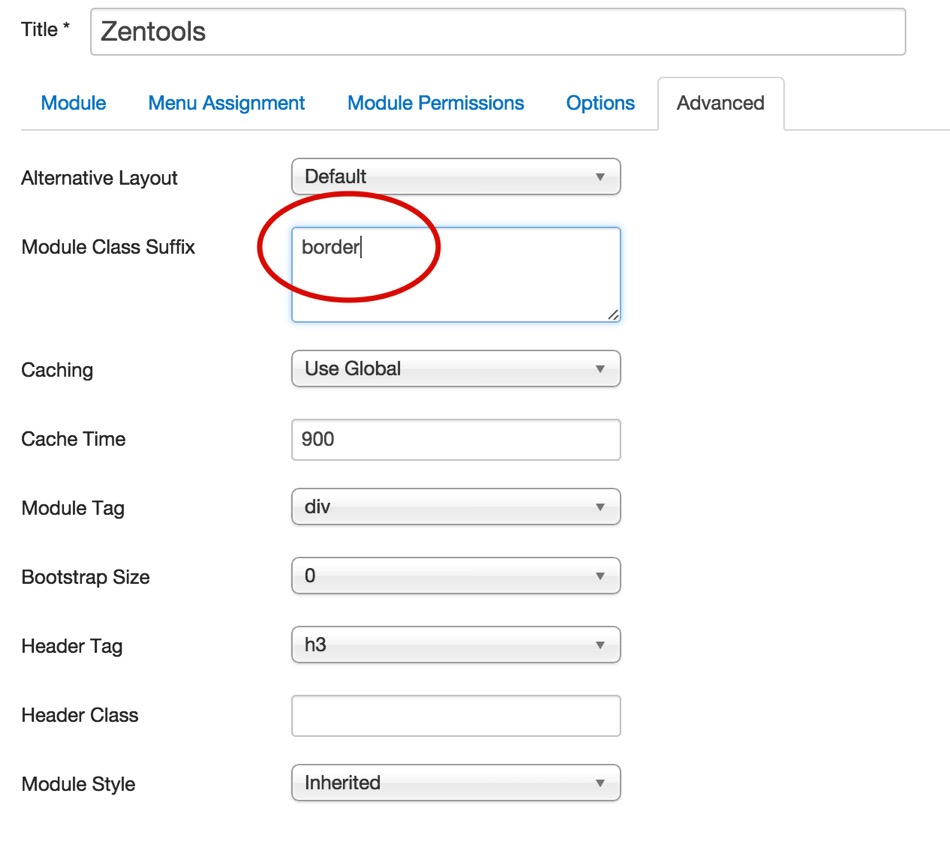 Title * Zentools
Module Menu Assignment Module Permissions Options Advanced
Alternative Layout Default
Module Class Suffix border
Caching Use Global
Cache Time 900
Module Tag div
Bootstrap Size 0
Header Tag h3
Header Class
Module Style Inherited